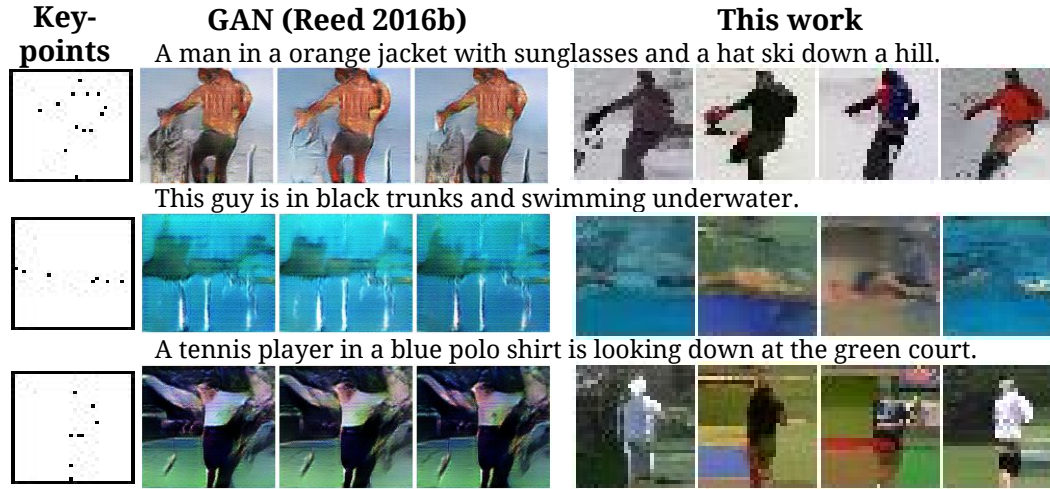 Key-
points
GAN (Reed 2016b)
This work
A man in a orange jacket with sunglasses and a hat ski down a hill.
This guy is in black trunks and swimming underwater.
A tennis player in a blue polo shirt is looking down at the green court.